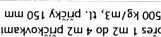 přes 1 m2 do 4 m2 příčkovkami
500 kg/m3, tl. příčky 150 mm